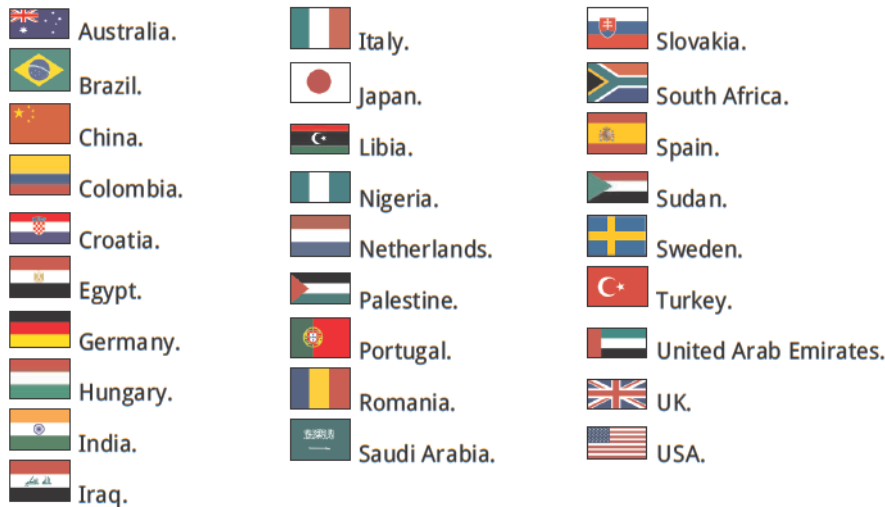 Australia.
Brazil.
China.
Colombia.
Croatia.
Egypt.
Germany.
Hungary.
India.
Iraq.
Italy.
Japan.
Libia.
Nigeria.
Netherlands.
Palestine.
Portugal.
Romania.
Saudi Arabia.
Slovakia.
South Africa.
Spain.
Sudan.
Sweden.
Turkey.
United Arab Emirates.
UK.
USA.